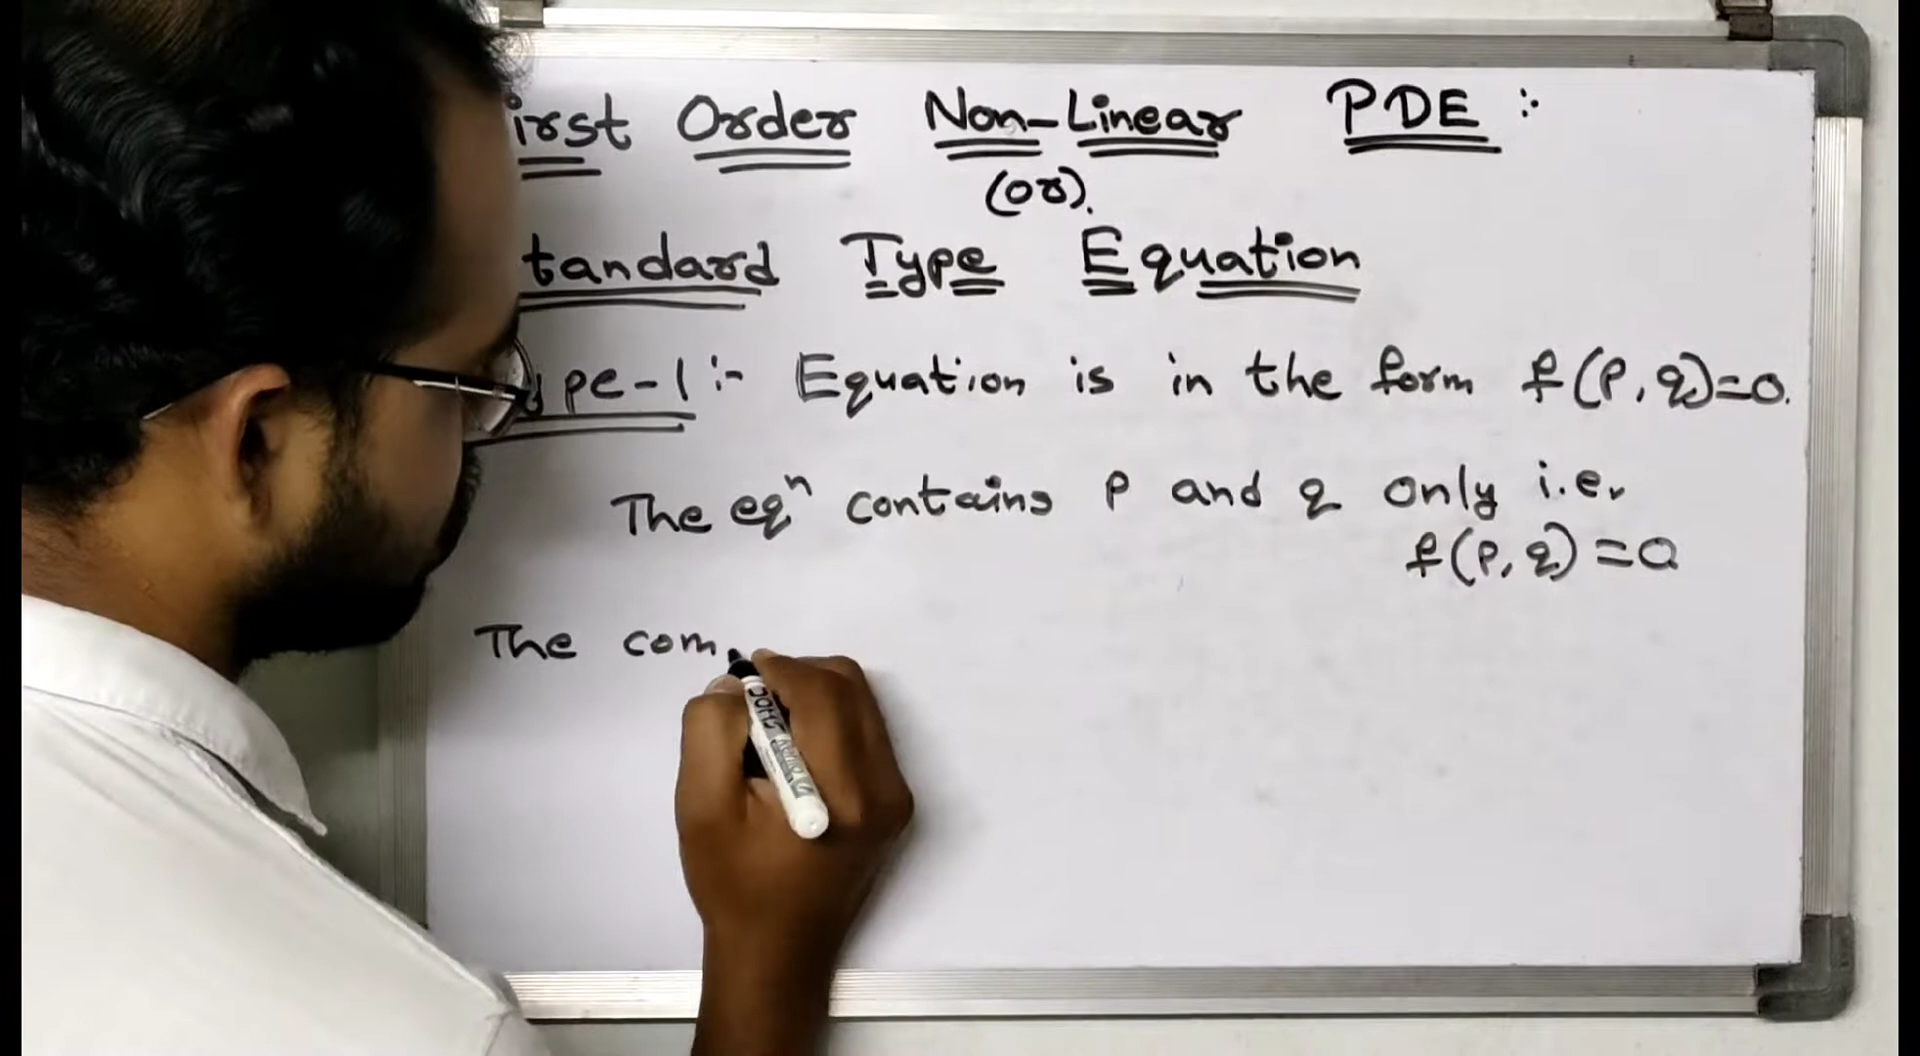 irst Order Non-Linear PDE :-
(or).
tandard Type Equation
ype-1 :- Equation is in the form f(p,q)=0.
The eqⁿ contains p and q only i.e.
f(p,q)=0
The com